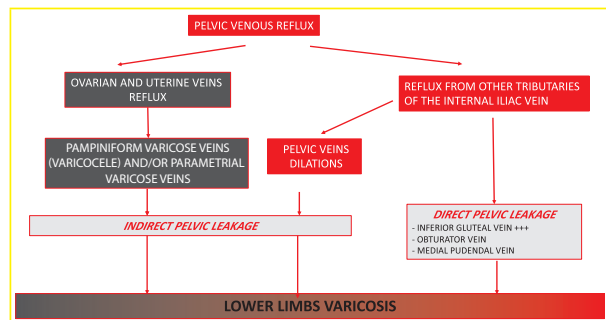 PELVIC VENOUS REFLUX
OVARIAN AND UTERINE VEINS
REFLUX
REFLUX FROM OTHER TRIBUTARIES
OF THE INTERNAL ILIAC VEIN
PAMPINIFORM VARICOSE VEINS
(VARICOCELE) AND/OR PARAMETRIAL
VARICOSE VEINS
PELVIC VEINS
DILATIONS
INDIRECT PELVIC LEAKAGE
DIRECT PELVIC LEAKAGE
- INFERIOR GLUTEAL VEIN +++
- OBTURATOR VEIN
- MEDIAL PUDENDAL VEIN
LOWER LIMBS VARICOSIS